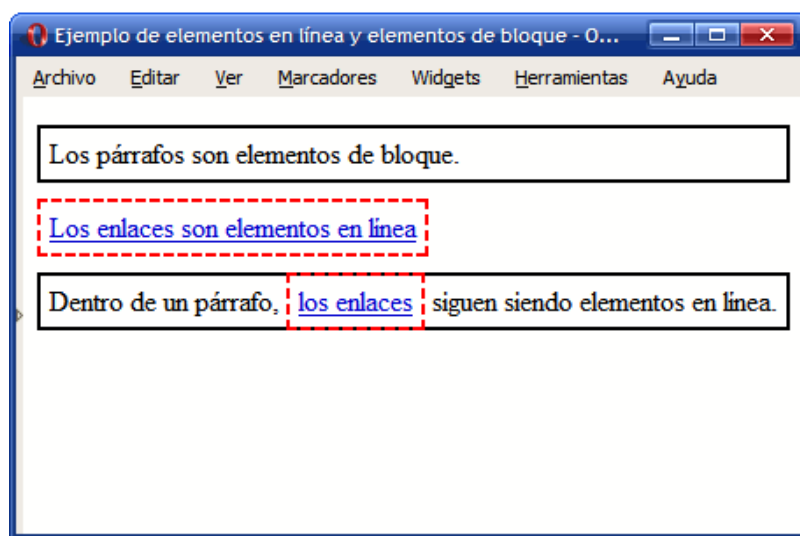 Ejemplo de elementos en línea y elementos de bloque - O...
Archivo Editar Ver Marcadores Widgets Herramientas Ayuda
Los párrafos son elementos de bloque.
Los enlaces son elementos en línea
Dentro de un párrafo, los enlaces siguen siendo elementos en línea.